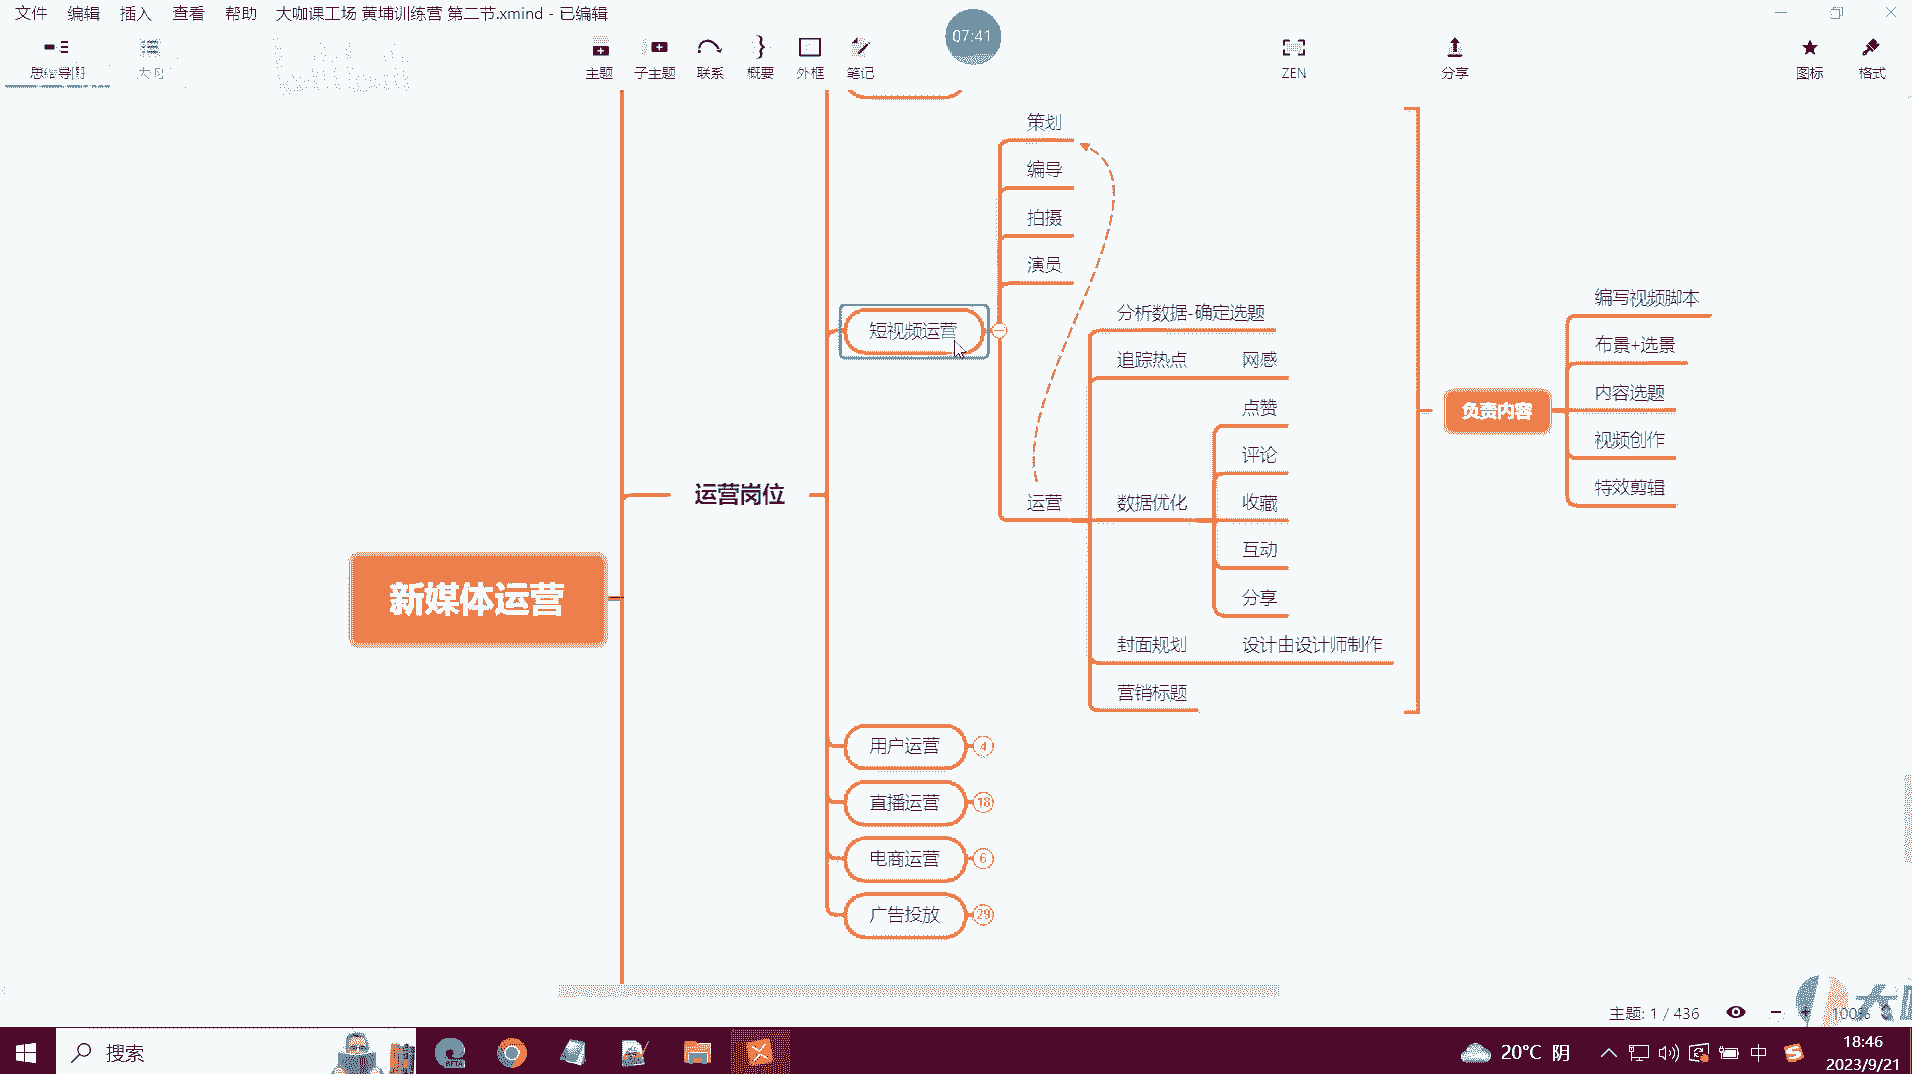 文件 编辑 插入 查看 帮助 大咖课工场 黄埔训练营 第二节.xmind - 已编辑
07:41
思维导图
主题 子主题 联系 概要 外框 笔记 ZEN 分享 图标 格式
策划
编导
拍摄
演员
短视频运营
分析数据-确定选题
追踪热点 网感
点赞
评论
运营 数据优化 收藏
互动
分享
封面规划 设计由设计师制作
营销标题
负责内容
编写视频脚本
布景+选景
内容选题
视频创作
特效剪辑
运营岗位
新媒体运营
用户运营 4
直播运营 18
电商运营 6
广告投放 29
主题: 1 / 436
100%
大咖
搜索
20°C 阴
中
18:46
2023/9/21